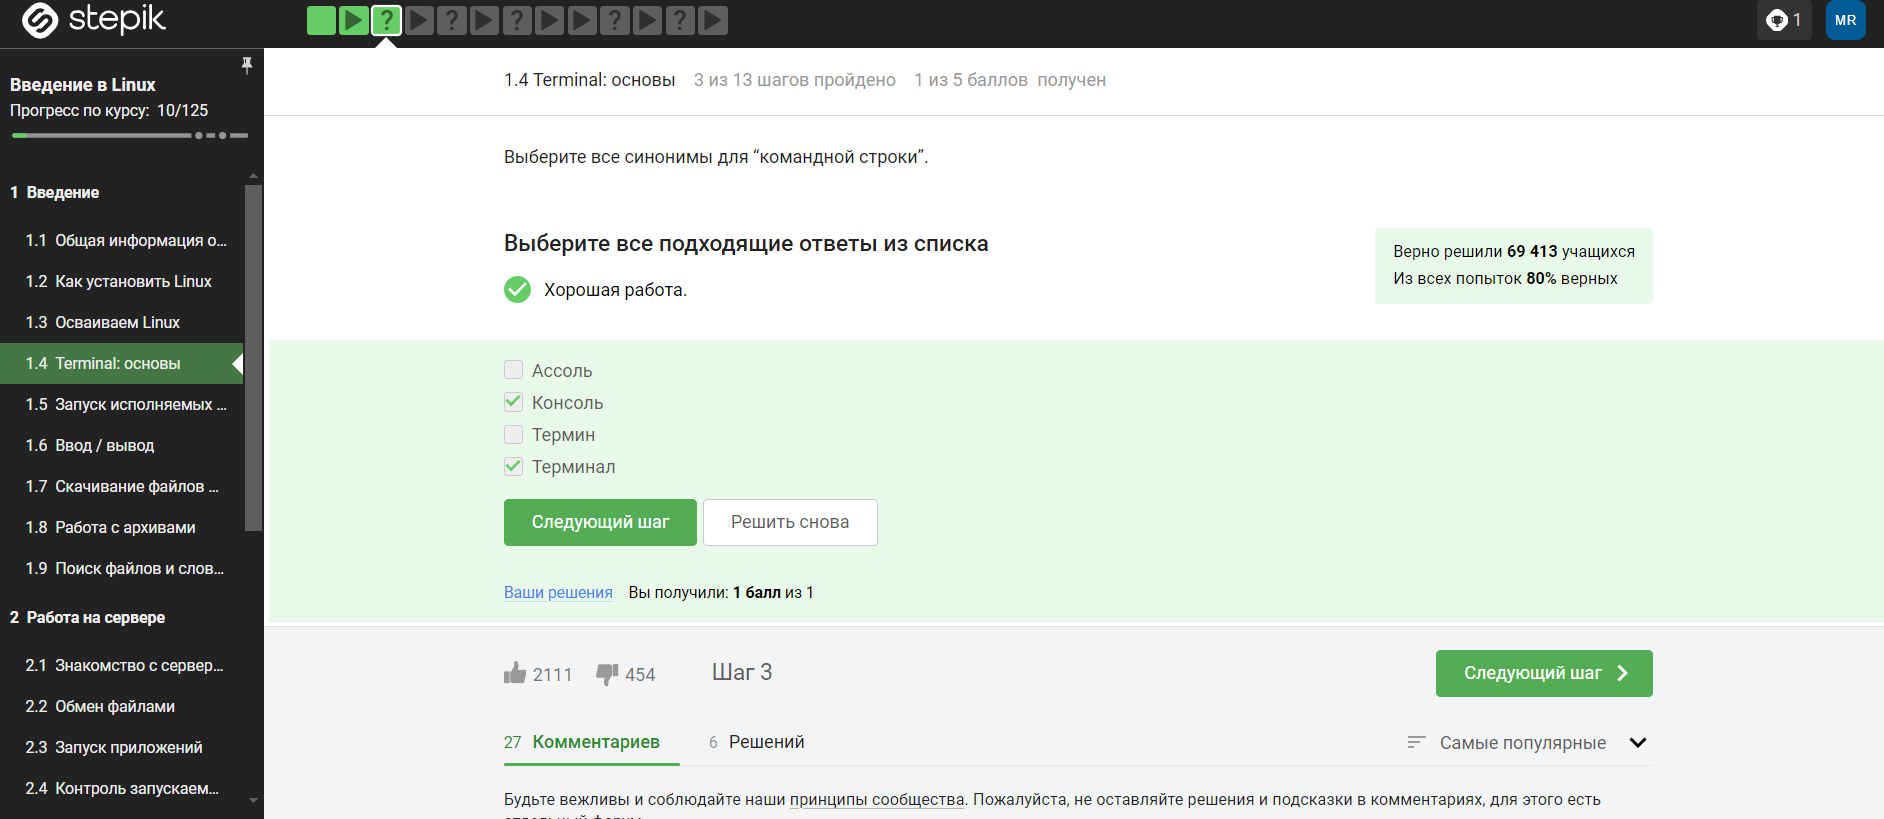 stepik
? ? ? ? ?
1
MR
Введение в Linux
Прогресс по курсу: 10/125
1 Введение
1.1 Общая информация о...
1.2 Как установить Linux
1.3 Осваиваем Linux
1.4 Terminal: основы
1.5 Запуск исполняемых ...
1.6 Ввод / вывод
1.7 Скачивание файлов ...
1.8 Работа с архивами
1.9 Поиск файлов и слов...
2 Работа на сервере
2.1 Знакомство с сервер...
2.2 Обмен файлами
2.3 Запуск приложений
2.4 Контроль запускаем...
1.4 Terminal: основы 3 из 13 шагов пройдено 1 из 5 баллов получен
Выберите все синонимы для “командной строки”.
Выберите все подходящие ответы из списка
Хорошая работа.
Верно решили 69 413 учащихся
Из всех попыток 80% верных
Ассоль
Консоль
Термин
Терминал
Следующий шаг Решить снова
Ваши решения Вы получили: 1 балл из 1
2111 454 Шаг 3 Следующий шаг
27 Комментариев 6 Решений Самые популярные
Будьте вежливы и соблюдайте наши принципы сообщества. Пожалуйста, не оставляйте решения и подсказки в комментариях, для этого есть